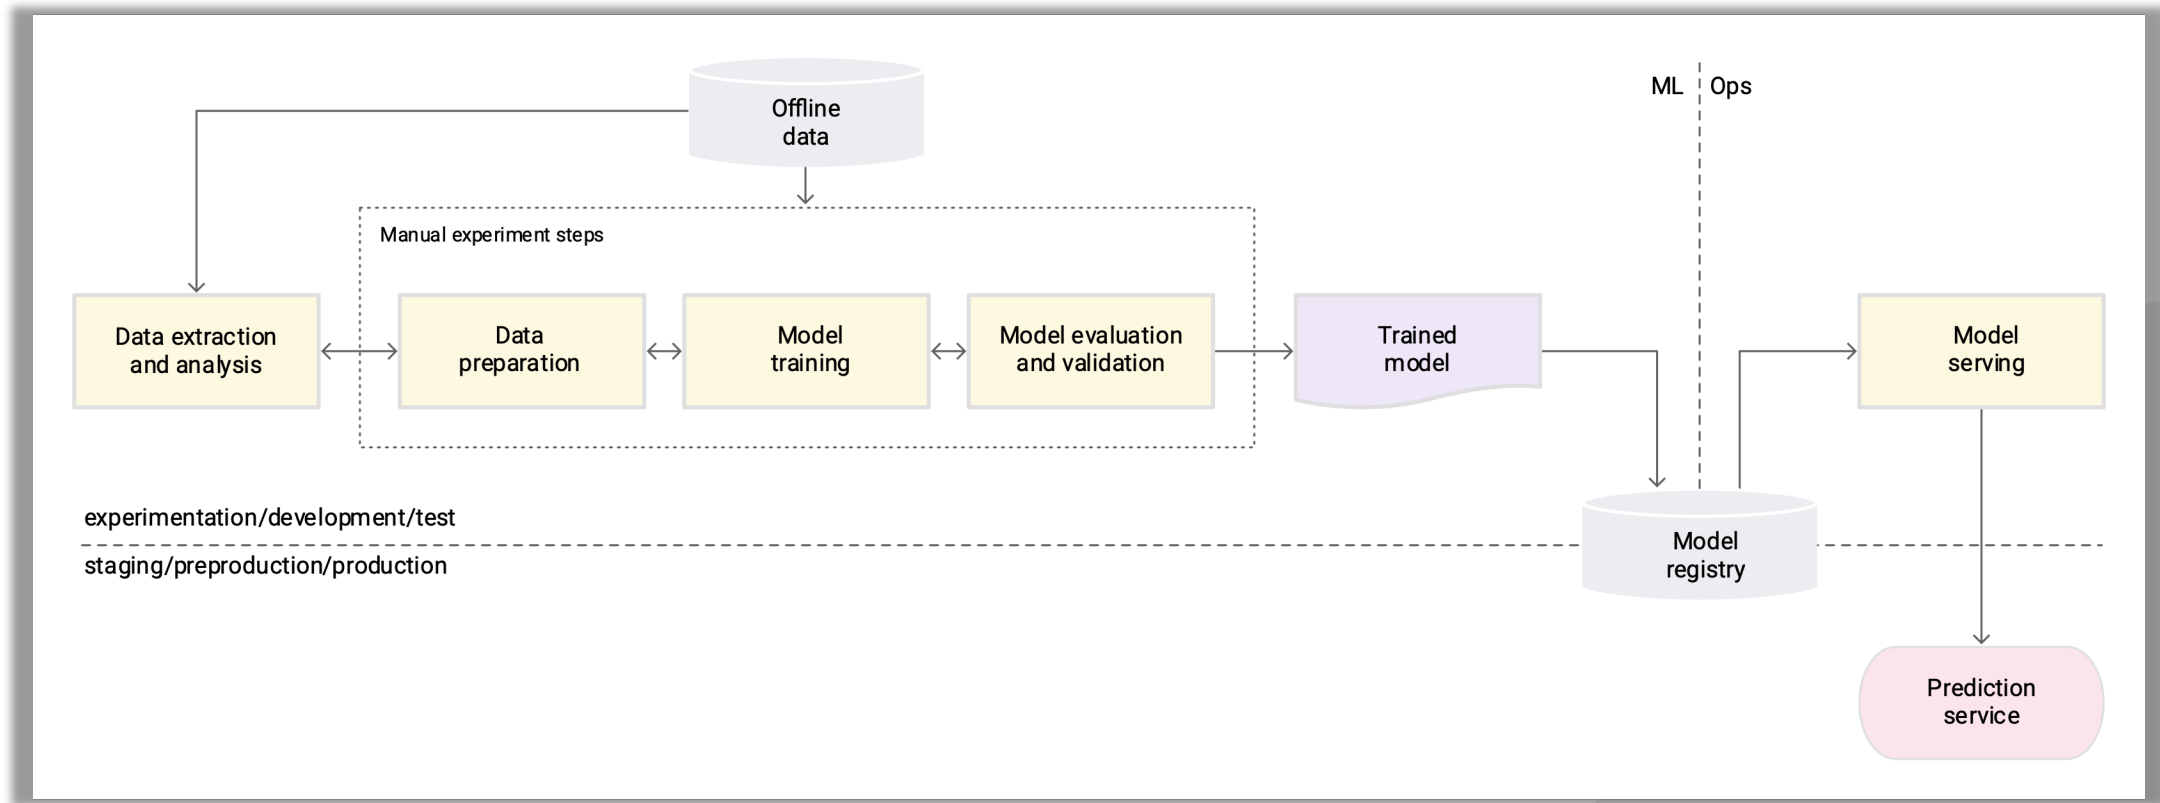 Offline
data
ML
Ops
Manual experiment steps
Data extraction
and analysis
Data
preparation
Model
training
Model evaluation
and validation
Trained
model
Model
serving
experimentation/development/test
staging/preproduction/production
Model
registry
Prediction
service